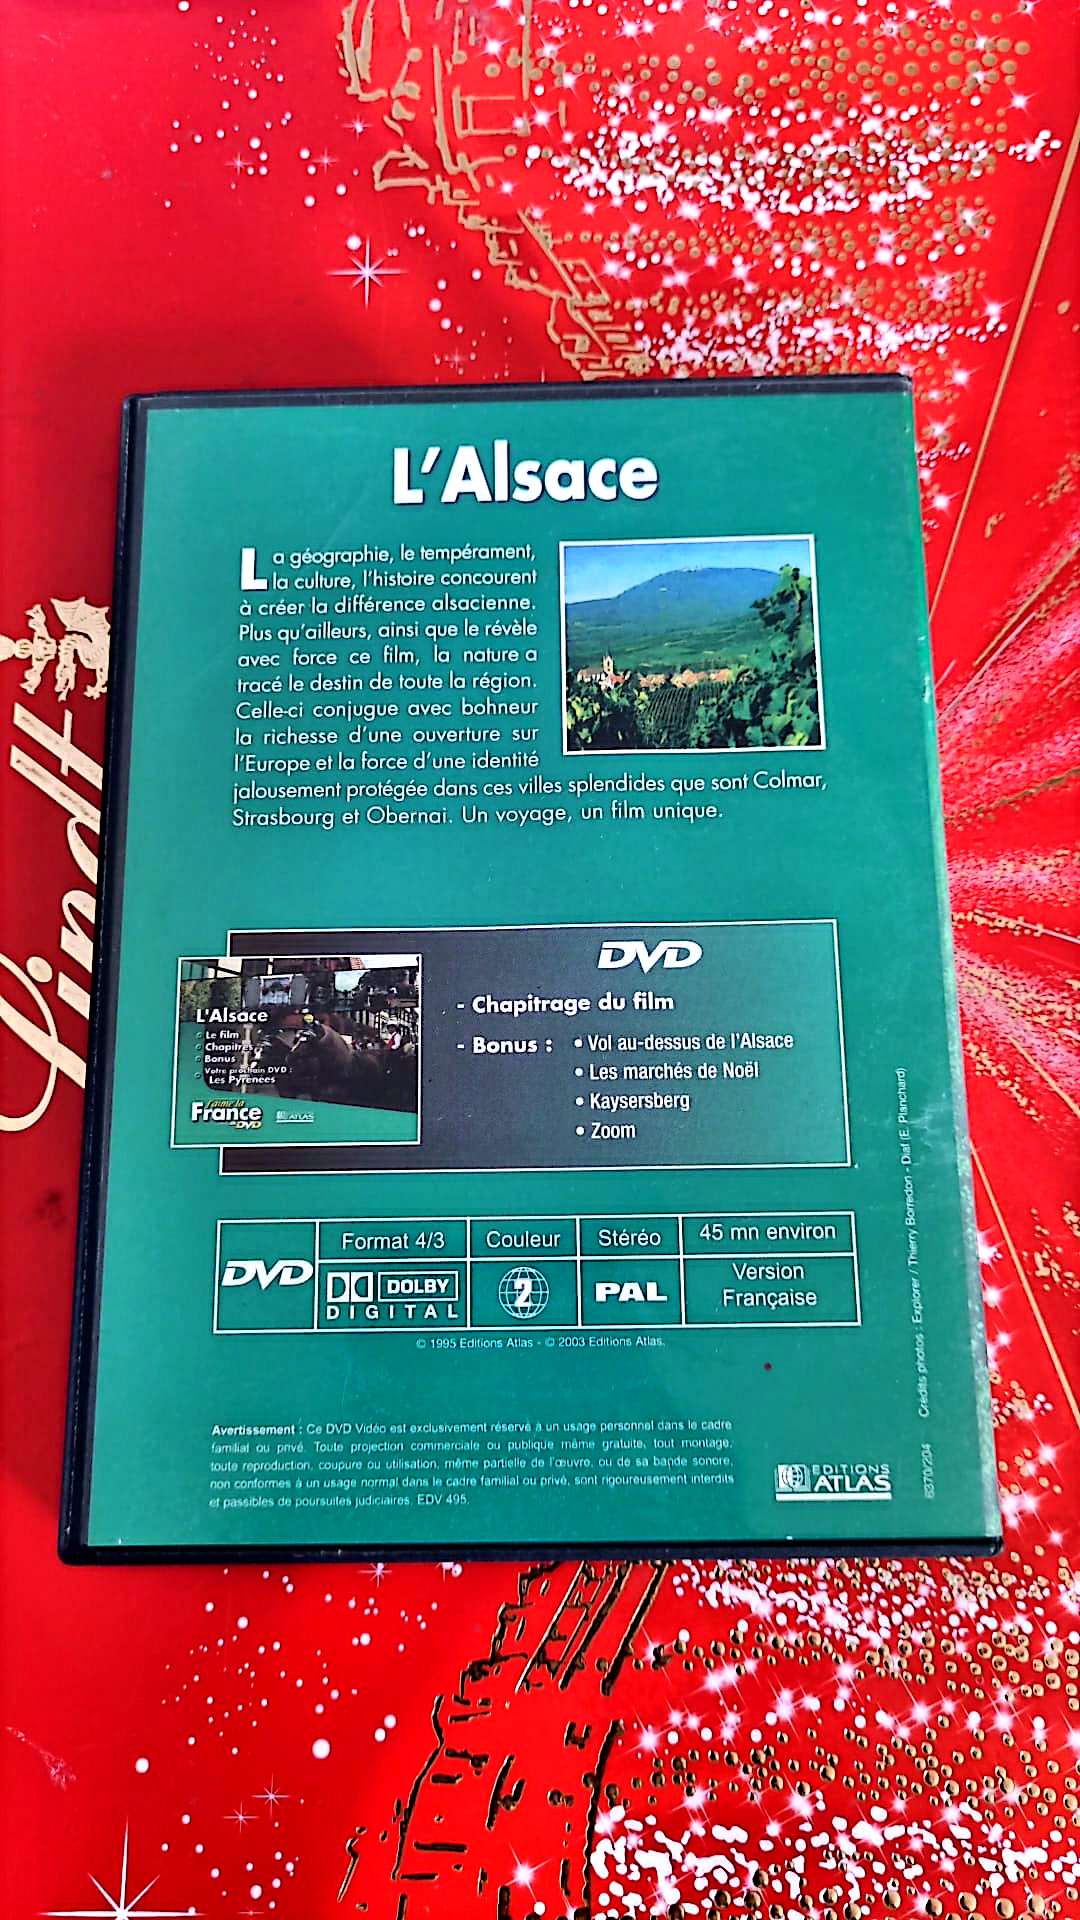 L'Alsace
La géographie, le tempérament,
la culture, l'histoire concourent
à créer la différence alsacienne.
Plus qu'ailleurs, ainsi que le révèle
avec force ce film, la nature a
tracé le destin de toute la région.
Celle-ci conjugue avec bohneur
la richesse d'une ouverture sur
l'Europe et la force d'une identité
jalousement protégée dans ces villes splendides que sont Colmar,
Strasbourg et Obernai. Un voyage, un film unique.
Lindt
DVD
- Chapitrage du film
- Bonus : • Vol au-dessus de l'Alsace
• Les marchés de Noël
• Kaysersberg
• Zoom
L'Alsace
Le film
Chapitres
Bonus
Votre prochain DVD :
Les Pyrénées
J'aime la
France
en DVD
ATLAS
DVD
Format 4/3
Couleur
Stéréo
45 mn environ
DOLBY
DIGITAL
2
PAL
Version
Française
© 1995 Editions Atlas - © 2003 Editions Atlas.
Avertissement : Ce DVD Vidéo est exclusivement réservé à un usage personnel dans le cadre
familial ou privé. Toute projection commerciale ou publique même gratuite, tout montage,
toute reproduction, coupure ou utilisation, même partielle de l'œuvre, ou de sa bande sonore,
non conformes à un usage normal dans le cadre familial ou privé, sont rigoureusement interdits
et passibles de poursuites judiciaires. EDV 495.
EDITIONS
ATLAS
Crédits photos : Explorer / Thierry Borredon - Diaf (E. Planchard)
6370/204